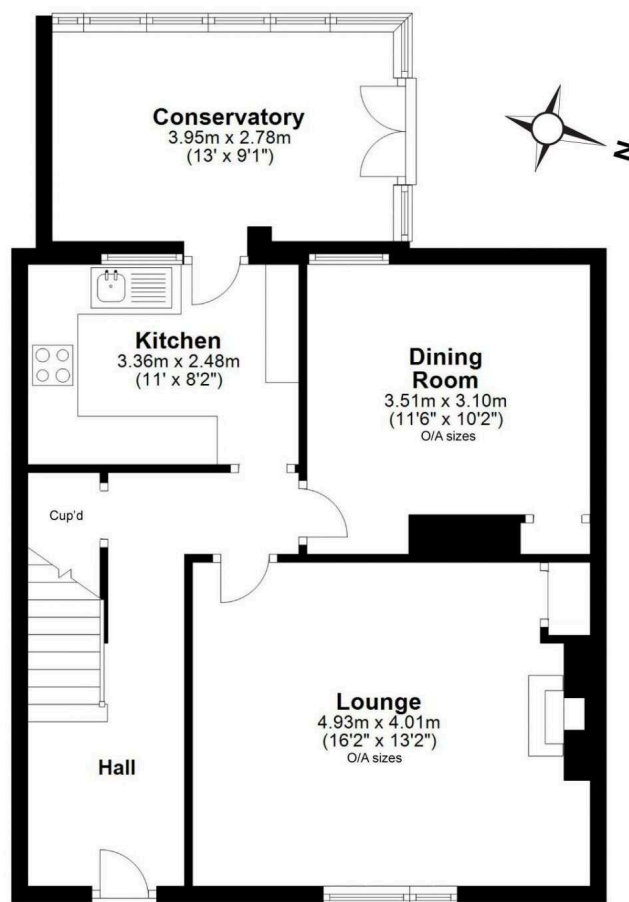 Conservatory
3.95m x 2.78m
(13' x 9'1")
N
Kitchen
3.36m x 2.48m
(11' x 8'2")
Dining
Room
3.51m x 3.10m
(11'6" x 10'2")
O/A sizes
Cup'd
Lounge
4.93m x 4.01m
(16'2" x 13'2")
O/A sizes
Hall